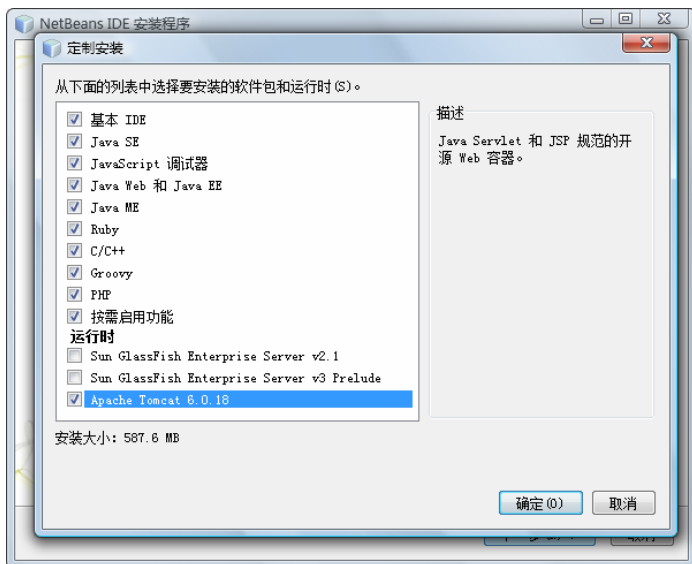 NetBeans IDE 安装程序
定制安装
从下面的列表中选择要安装的软件包和运行时(S)。
基本 IDE
Java SE
JavaScript 调试器
Java Web 和 Java EE
Java ME
Ruby
C/C++
Groovy
PHP
按需启用功能
运行时
Sun GlassFish Enterprise Server v2.1
Sun GlassFish Enterprise Server v3 Prelude
Apache Tomcat 6.0.18
描述
Java Servlet 和 JSP 规范的开
源 Web 容器。
安装大小: 587.6 MB
确定(O)
取消